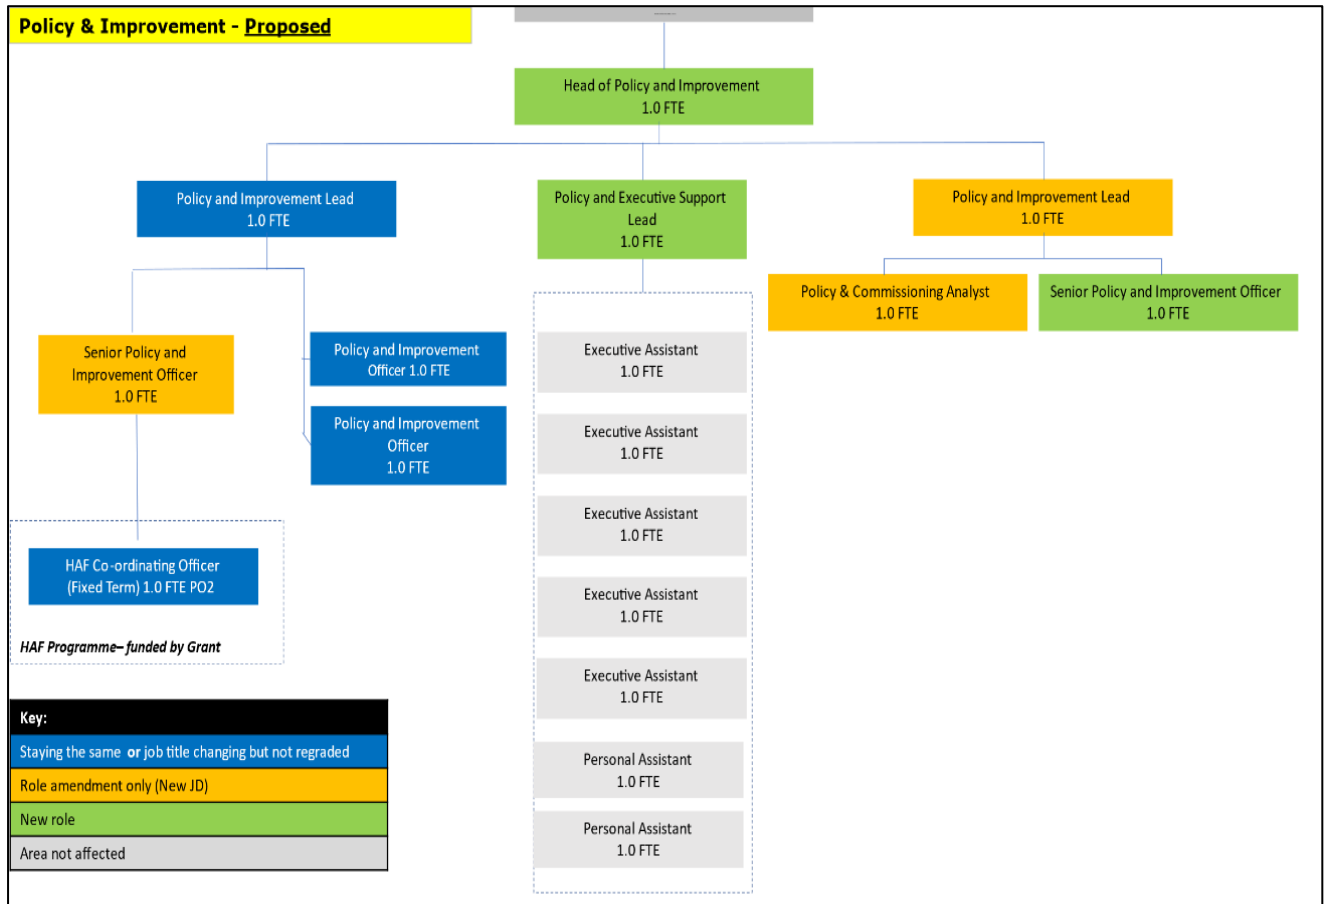 Policy & Improvement - Proposed
Head of Policy and Improvement
1.0 FTE
Policy and Improvement Lead
1.0 FTE
Policy and Executive Support
Lead
1.0 FTE
Policy and Improvement Lead
1.0 FTE
Policy & Commissioning Analyst
1.0 FTE
Senior Policy and Improvement Officer
1.0 FTE
Senior Policy and
Improvement Officer
1.0 FTE
Policy and Improvement
Officer 1.0 FTE
Policy and Improvement
Officer
1.0 FTE
HAF Co-ordinating Officer
(Fixed Term) 1.0 FTE PO2
HAF Programme– funded by Grant
Executive Assistant
1.0 FTE
Executive Assistant
1.0 FTE
Executive Assistant
1.0 FTE
Executive Assistant
1.0 FTE
Executive Assistant
1.0 FTE
Personal Assistant
1.0 FTE
Personal Assistant
1.0 FTE
Key:
Staying the same or job title changing but not regraded
Role amendment only (New JD)
New role
Area not affected